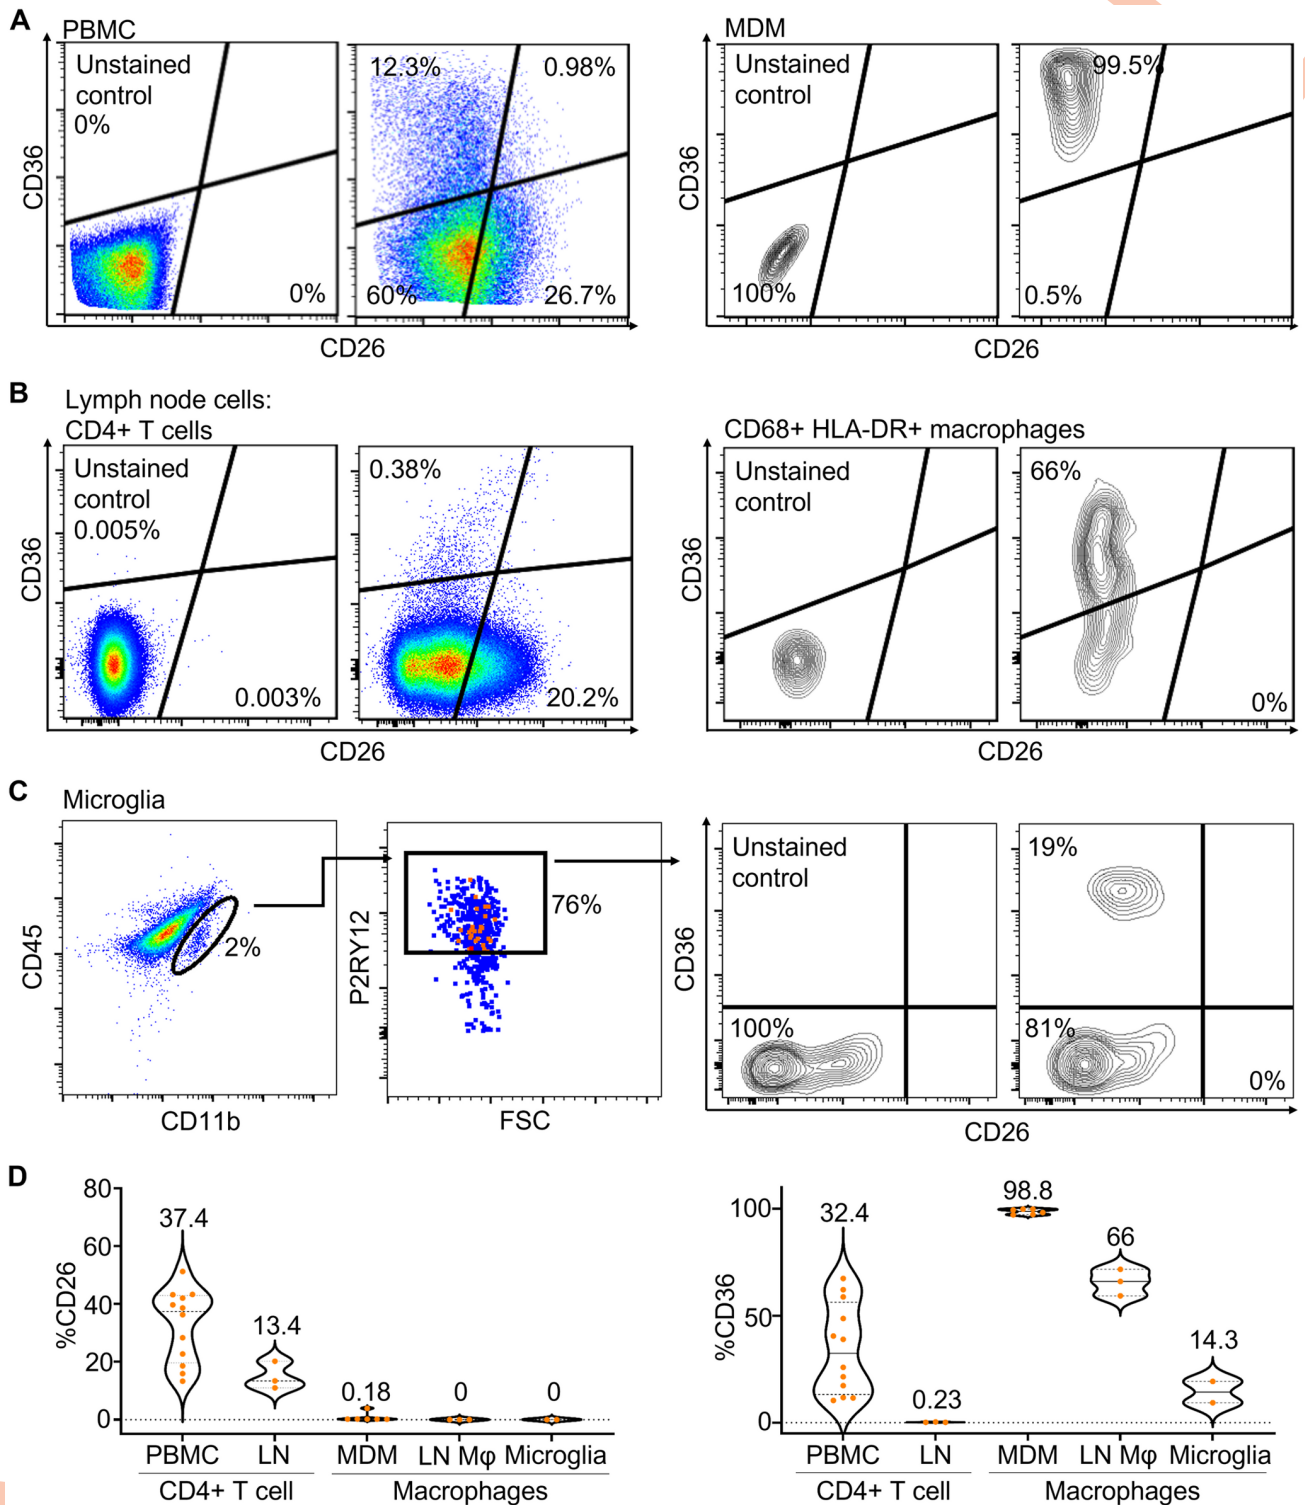 A
PBMC
MDM
Unstained
control
0%
0%
12.3%
0.98%
60%
26.7%
CD36
CD26
Unstained
control
100%
99.5%
0.5%
CD36
CD26
B
Lymph node cells:
CD4+ T cells
CD68+ HLA-DR+ macrophages
Unstained
control
0.005%
0.003%
0.38%
20.2%
CD36
CD26
Unstained
control
66%
0%
CD36
CD26
C
Microglia
CD45
2%
CD11b
P2RY12
76%
FSC
CD36
Unstained
control
100%
19%
81%
0%
CD26
D
%CD26
80
60
40
20
0
37.4
13.4
0.18
0
0
PBMC
LN
MDM
LN Mφ
Microglia
CD4+ T cell
Macrophages
%CD36
100
50
0
32.4
0.23
98.8
66
14.3
PBMC
LN
MDM
LN Mφ
Microglia
CD4+ T cell
Macrophages